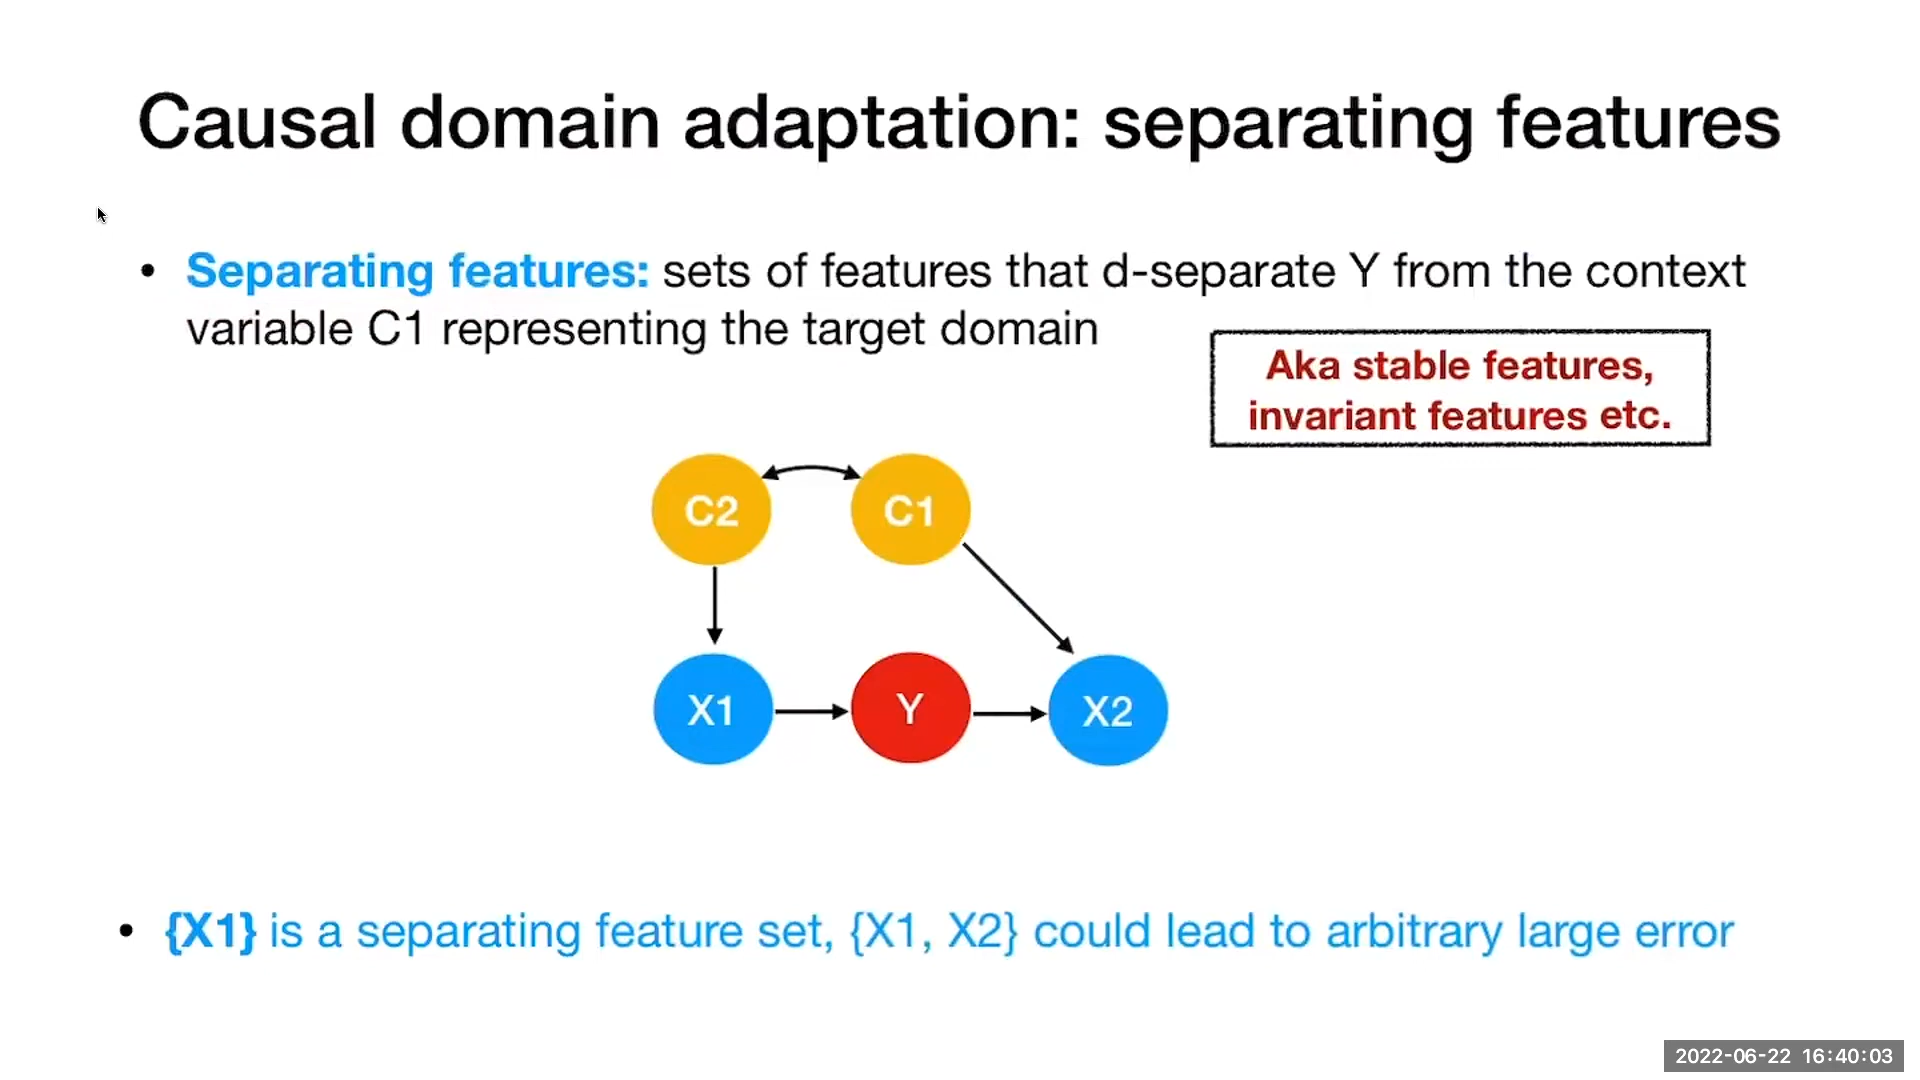 Causal domain adaptation: separating features
• Separating features: sets of features that d-separate Y from the context
variable C1 representing the target domain
Aka stable features,
invariant features etc.
C2
C1
X1
Y
X2
• {X1} is a separating feature set, {X1, X2} could lead to arbitrary large error
2022-06-22 16:40:03